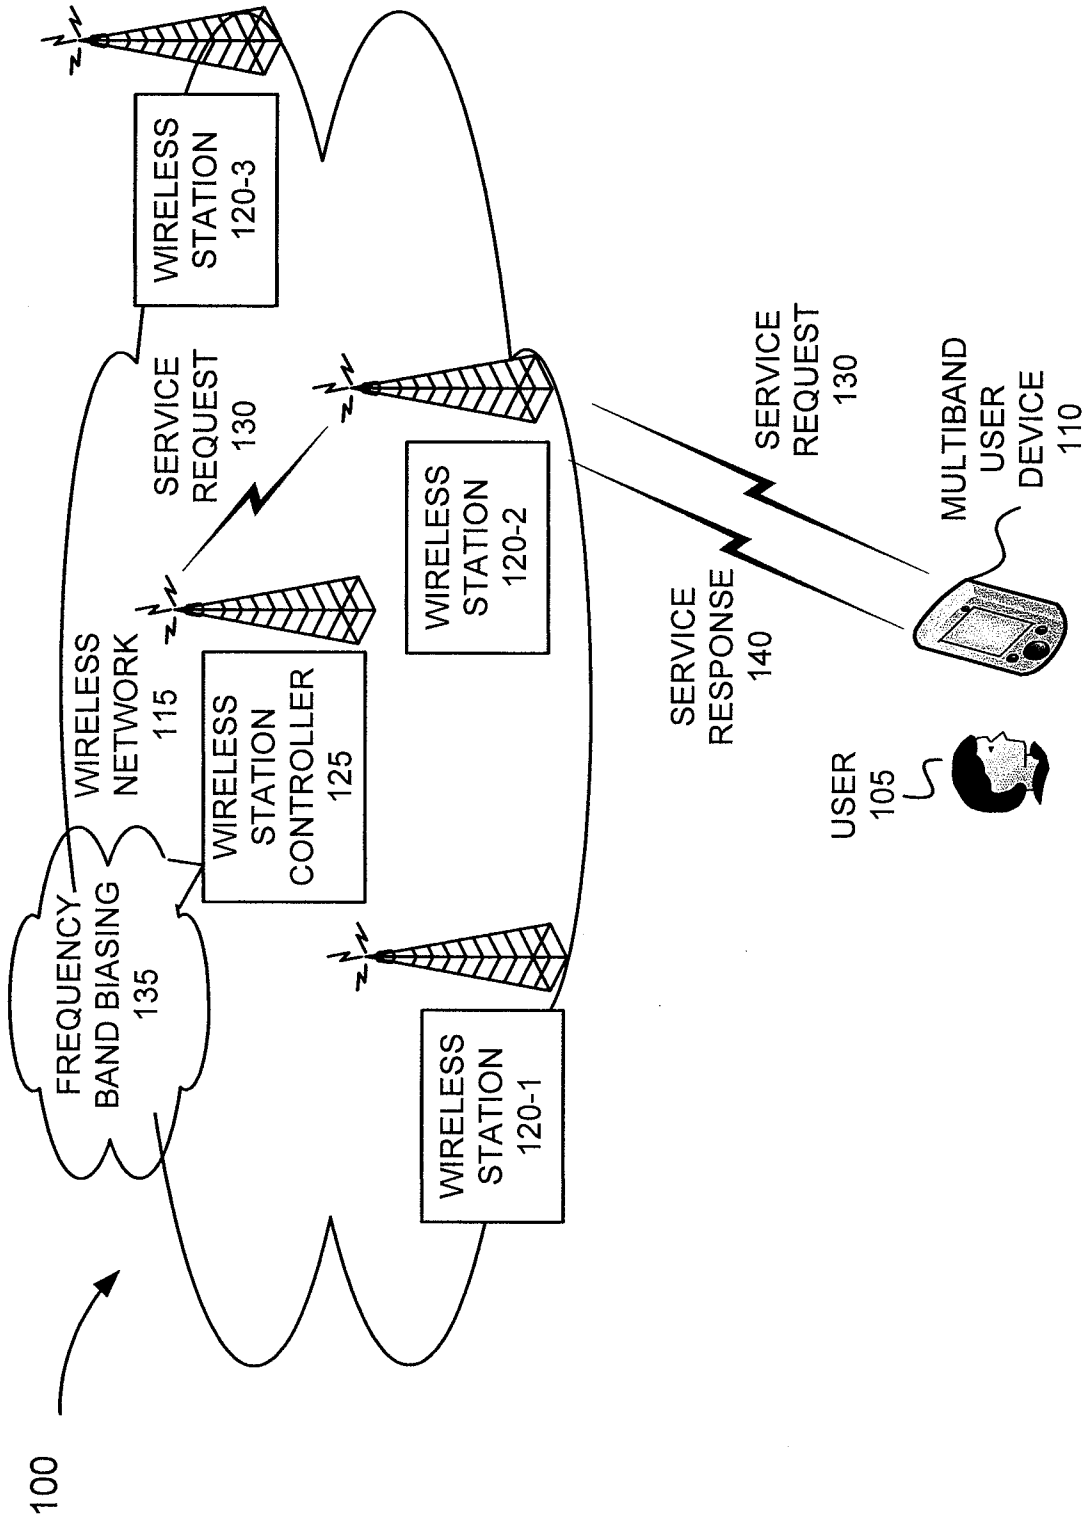 100
FREQUENCY
BAND BIASING
135
WIRELESS
NETWORK
115
SERVICE
REQUEST
130
WIRELESS
STATION
120-3
WIRELESS
STATION
CONTROLLER
125
WIRELESS
STATION
120-1
WIRELESS
STATION
120-2
SERVICE
RESPONSE
140
SERVICE
REQUEST
130
USER
105
MULTIBAND
USER
DEVICE
110